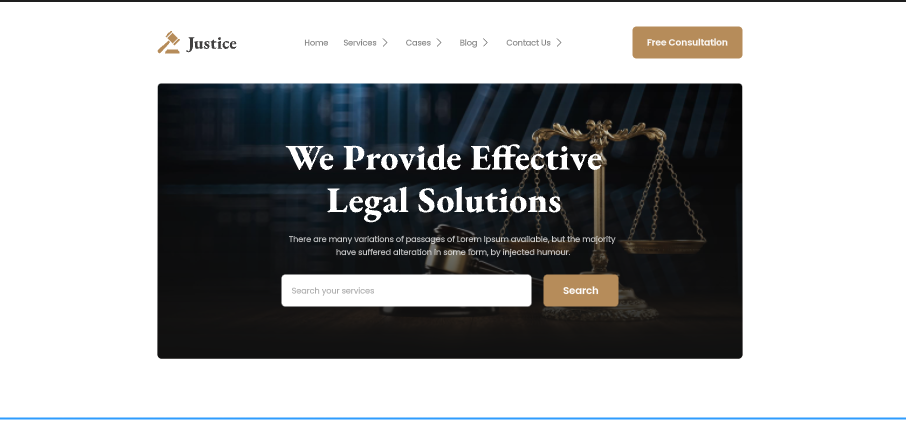 Justice
Home Services Cases Blog Contact Us
Free Consultation
We Provide Effective
Legal Solutions
There are many variations of passages of Lorem Ipsum available, but the majority
have suffered alteration in some form, by injected humour.
Search your services
Search